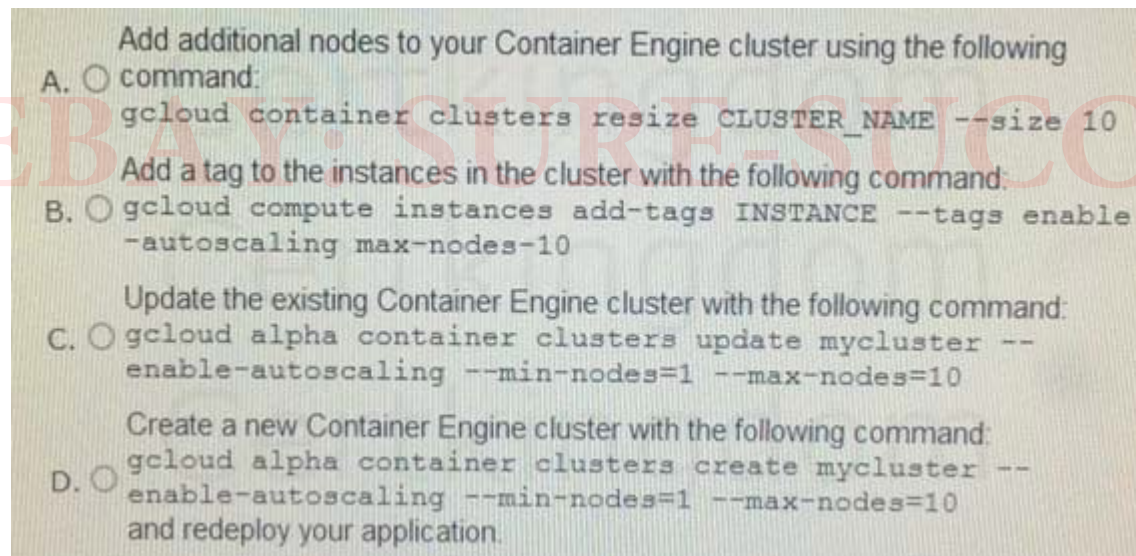 Add additional nodes to your Container Engine cluster using the following
A. command:
gcloud container clusters resize CLUSTER_NAME --size 10
EBAY: SURE-SUCC
Add a tag to the instances in the cluster with the following command:
B. gcloud compute instances add-tags INSTANCE --tags enable
-autoscaling max-nodes-10
Update the existing Container Engine cluster with the following command:
C. gcloud alpha container clusters update mycluster --
enable-autoscaling --min-nodes=1 --max-nodes=10
Create a new Container Engine cluster with the following command:
D. gcloud alpha container clusters create mycluster --
enable-autoscaling --min-nodes=1 --max-nodes=10
and redeploy your application.